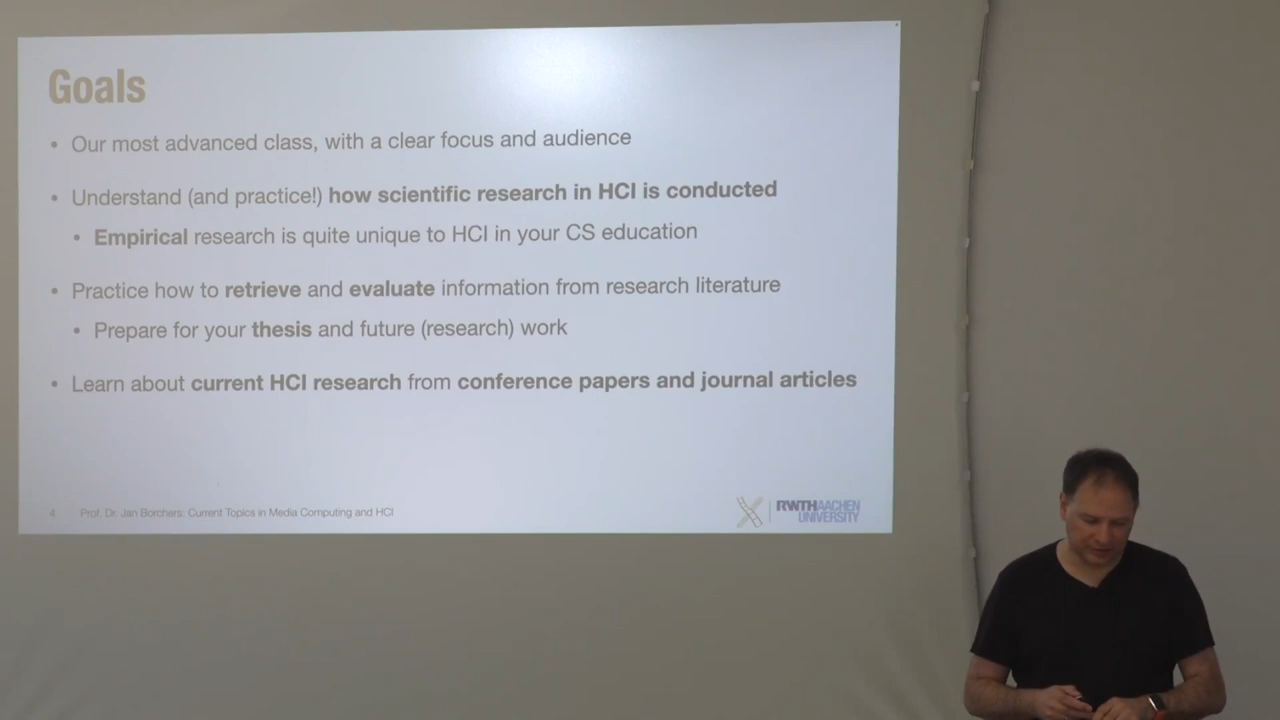 Goals
• Our most advanced class, with a clear focus and audience
• Understand (and practice!) how scientific research in HCI is conducted
• Empirical research is quite unique to HCI in your CS education
• Practice how to retrieve and evaluate information from research literature
• Prepare for your thesis and future (research) work
• Learn about current HCI research from conference papers and journal articles
4 Prof. Dr. Jan Borchers: Current Topics in Media Computing and HCI
RWTHAACHEN
UNIVERSITY